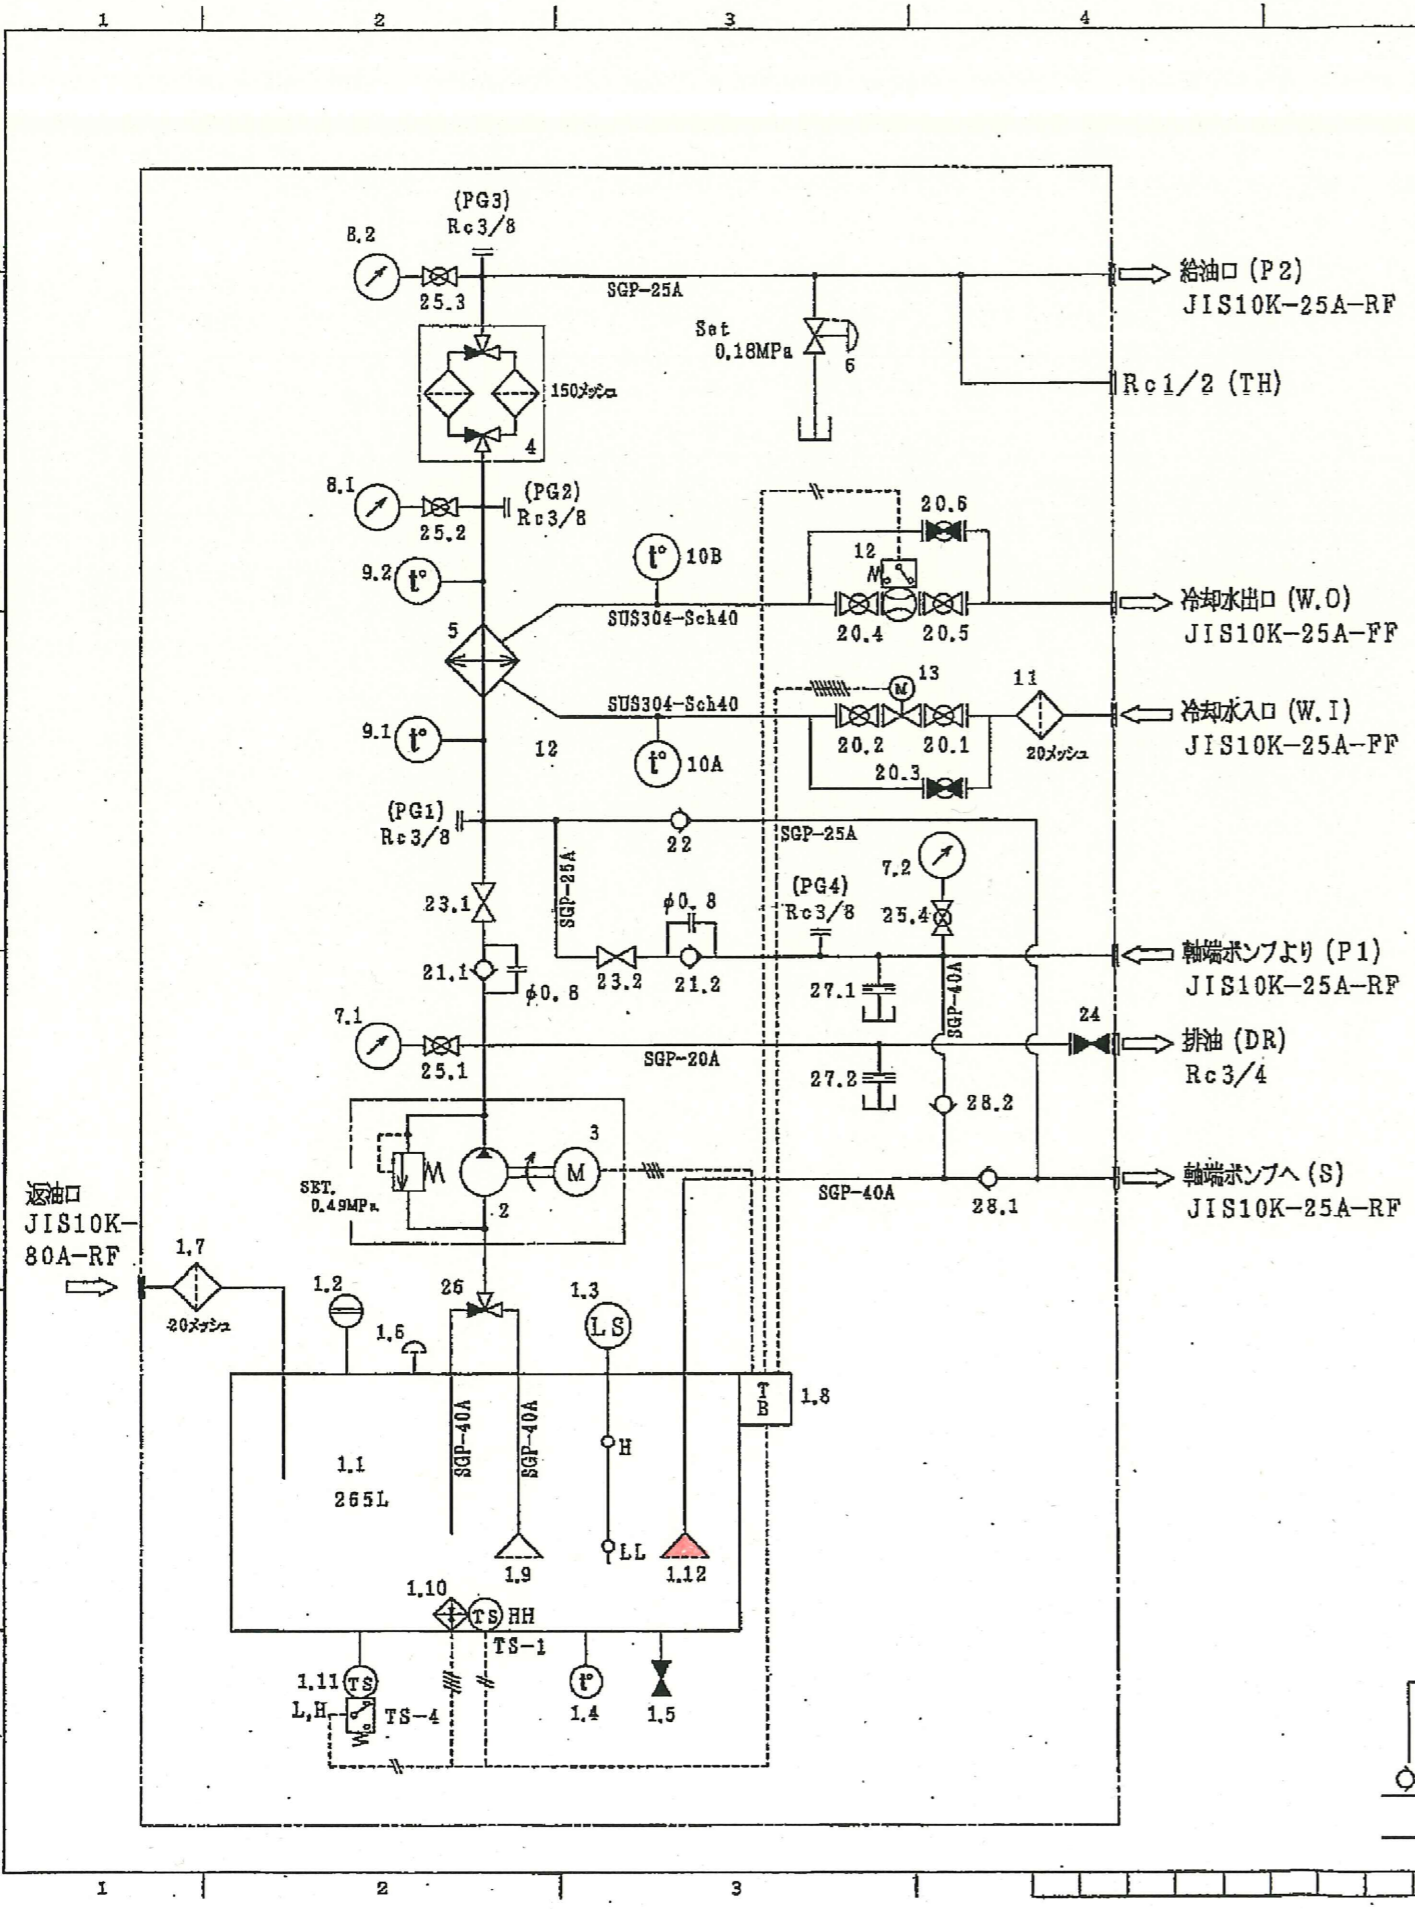 1 2 3 4
(PG3)
Rc3/8
8.2
25.3
SGP-25A
給油口 (P2)
JIS10K-25A-RF
Set
0.18MPa
6
Rc1/2 (TH)
150メッシュ
4
8.1
25.2
(PG2)
Rc3/8
20.6
9.2
t°
t°
10B
12
冷却水出口 (W.O)
JIS10K-25A-FF
SUS304-Sch40
20.4
20.5
5
13
M
11
SUS304-Sch40
冷却水入口 (W.I)
JIS10K-25A-FF
20.2
20.1
20メッシュ
9.1
t°
12
t°
10A
20.3
(PG1)
Rc3/8
22
SGP-25A
SGP-25A
7.2
(PG4)
Rc3/8
25.4
23.1
φ0.8
21.1
φ0.8
23.2
21.2
27.1
SGP-40A
軸端ポンプより (P1)
JIS10K-25A-RF
7.1
25.1
SGP-20A
27.2
24
排油 (DR)
Rc3/4
28.2
3
M
SET.
0.49MPa
2
SGP-40A
28.1
軸端ポンプへ (S)
JIS10K-25A-RF
返油口
JIS10K-
80A-RF
1.7
20メッシュ
1.2
1.6
26
1.3
LS
T
B
1.8
SGP-40A
SGP-40A
H
1.1
265L
LL
1.9
1.12
1.10
TS
HH
TS-1
1.11
TS
L,H
TS-4
t°
1.4
1.5
1 2 3